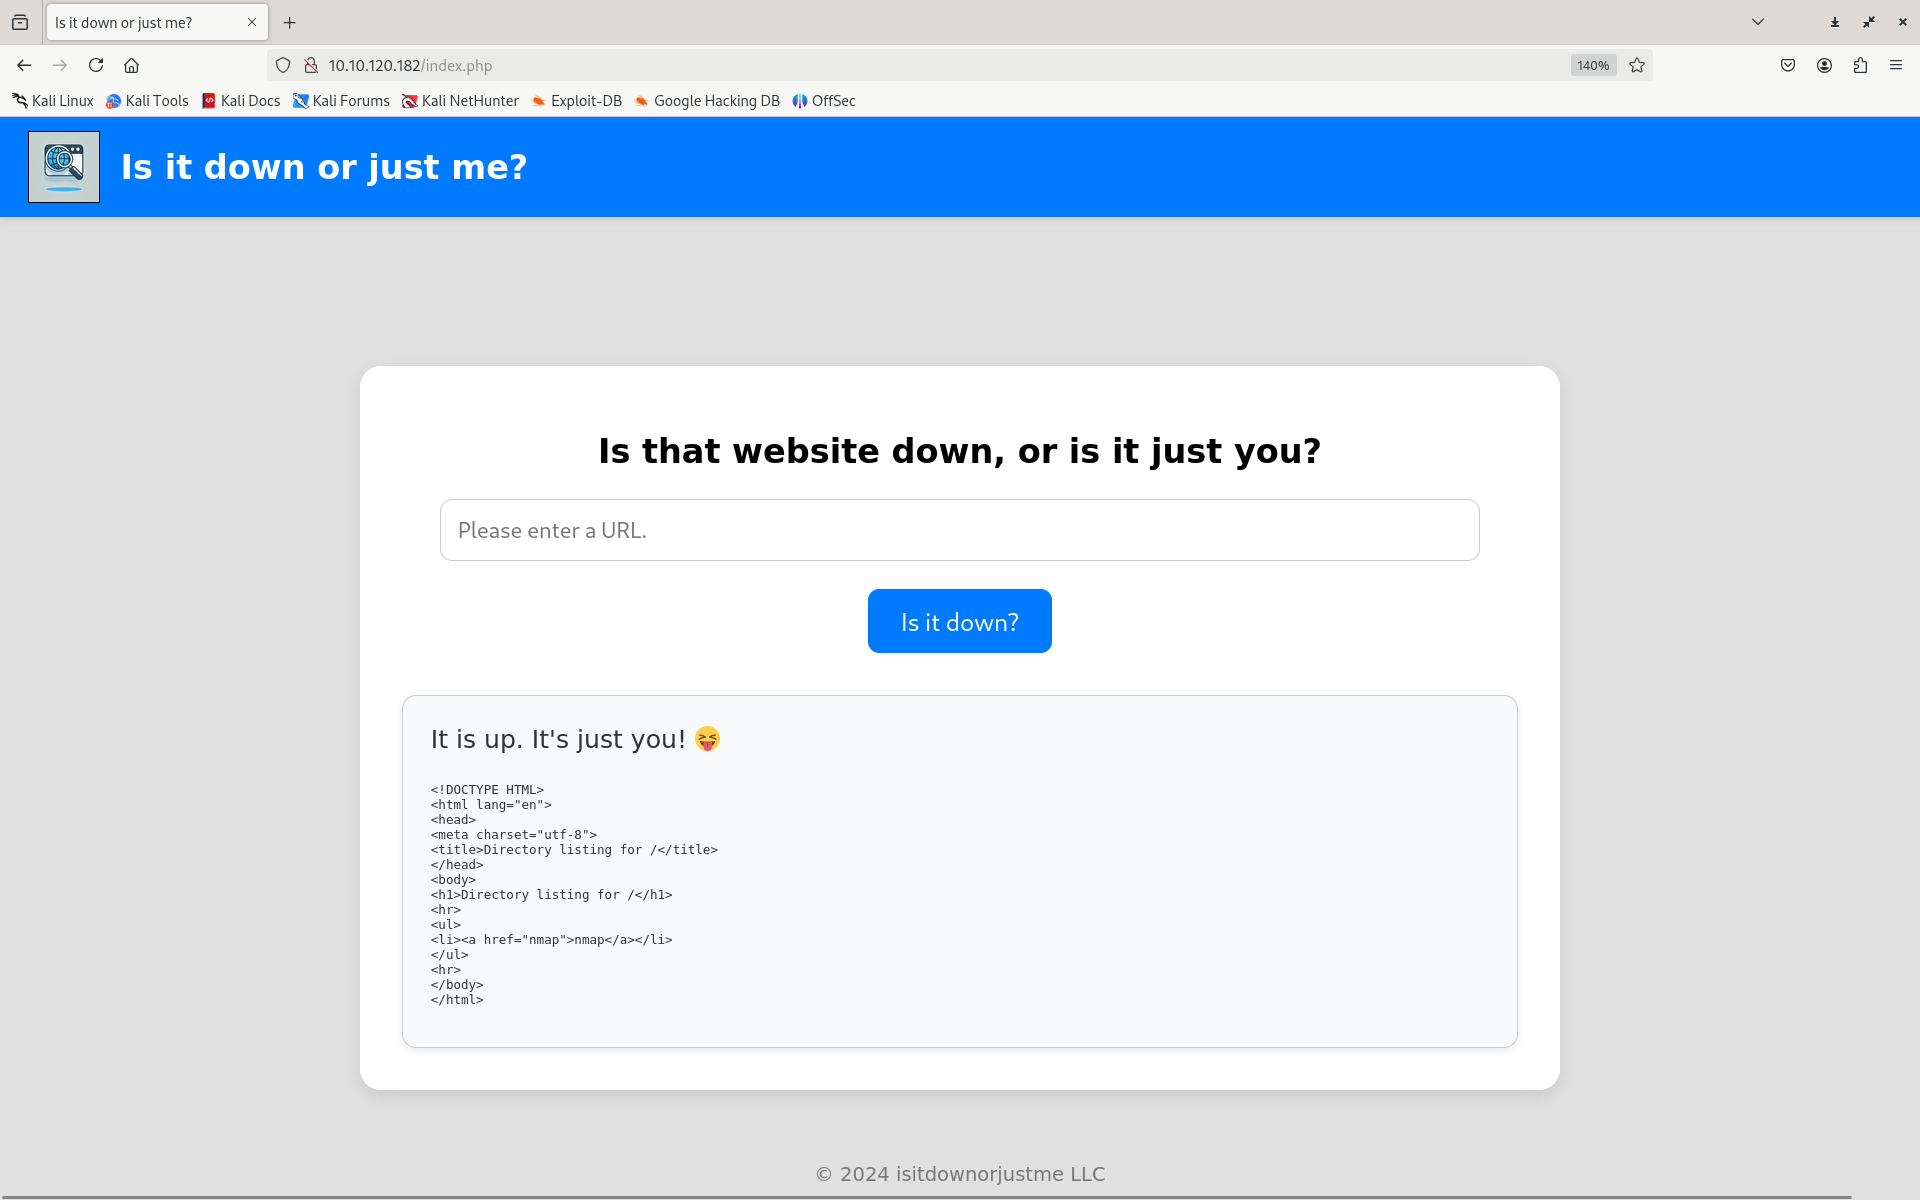 Is it down or just me?
10.10.120.182/index.php
140%
Kali Linux Kali Tools Kali Docs Kali Forums Kali NetHunter Exploit-DB Google Hacking DB OffSec
Is it down or just me?
Is that website down, or is it just you?
Please enter a URL.
Is it down?
It is up. It's just you! 😝
<!DOCTYPE HTML>
<html lang="en">
<head>
<meta charset="utf-8">
<title>Directory listing for /</title>
</head>
<body>
<h1>Directory listing for /</h1>
<hr>
<ul>
<li><a href="nmap">nmap</a></li>
</ul>
<hr>
</body>
</html>
© 2024 isitdownorjustme LLC